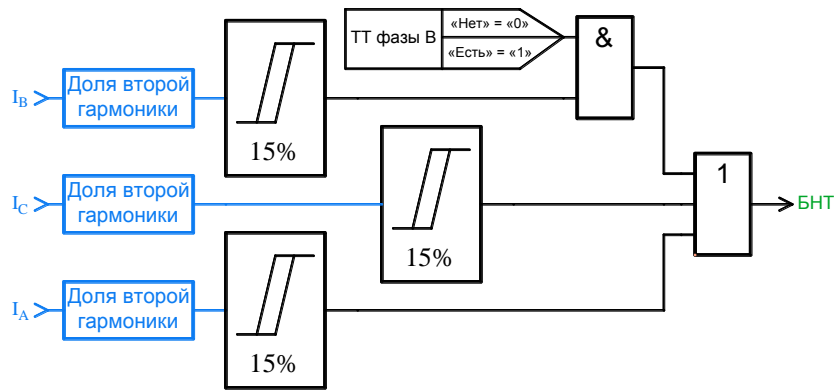 ТТ фазы В
«Нет» = «0»
«Есть» = «1»
&
I_B
Доля второй
гармоники
15%
I_C
Доля второй
гармоники
15%
1
БНТ
I_A
Доля второй
гармоники
15%